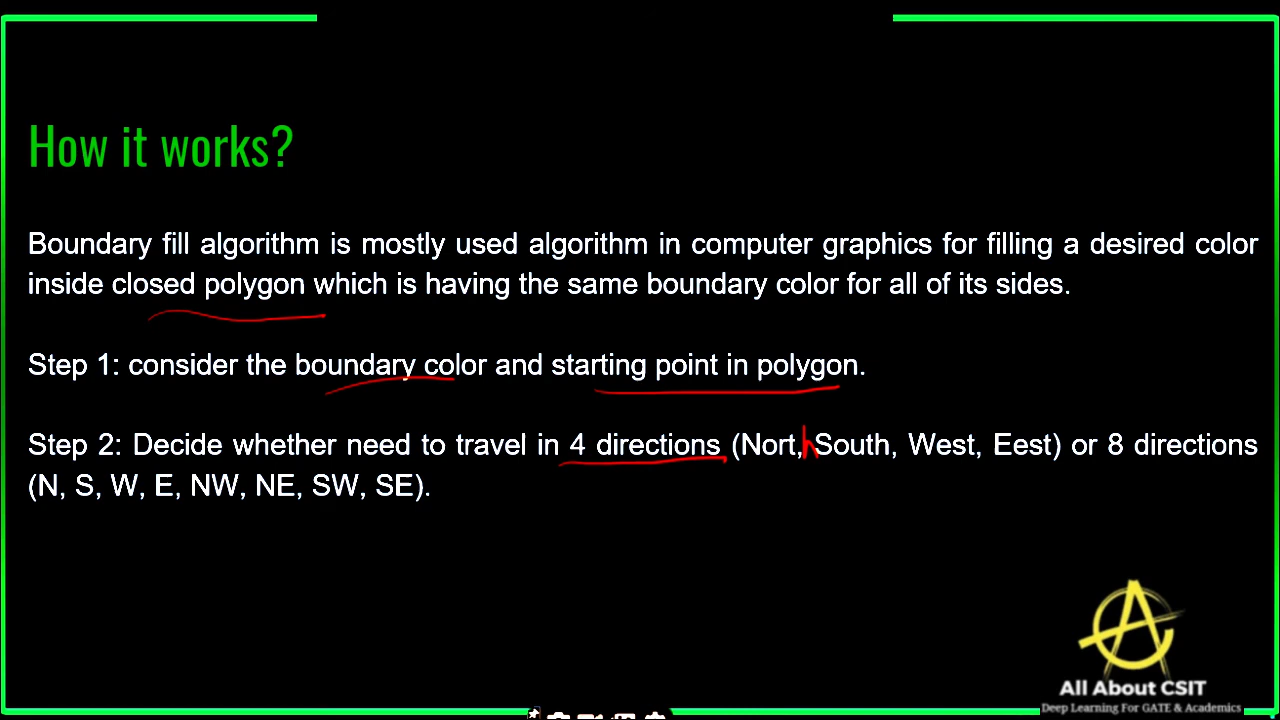 How it works?
Boundary fill algorithm is mostly used algorithm in computer graphics for filling a desired color
inside closed polygon which is having the same boundary color for all of its sides.
Step 1: consider the boundary color and starting point in polygon.
Step 2: Decide whether need to travel in 4 directions (Nort,h South, West, Eest) or 8 directions
(N, S, W, E, NW, NE, SW, SE).
All About CSIT
Deep Learning For GATE & Academics